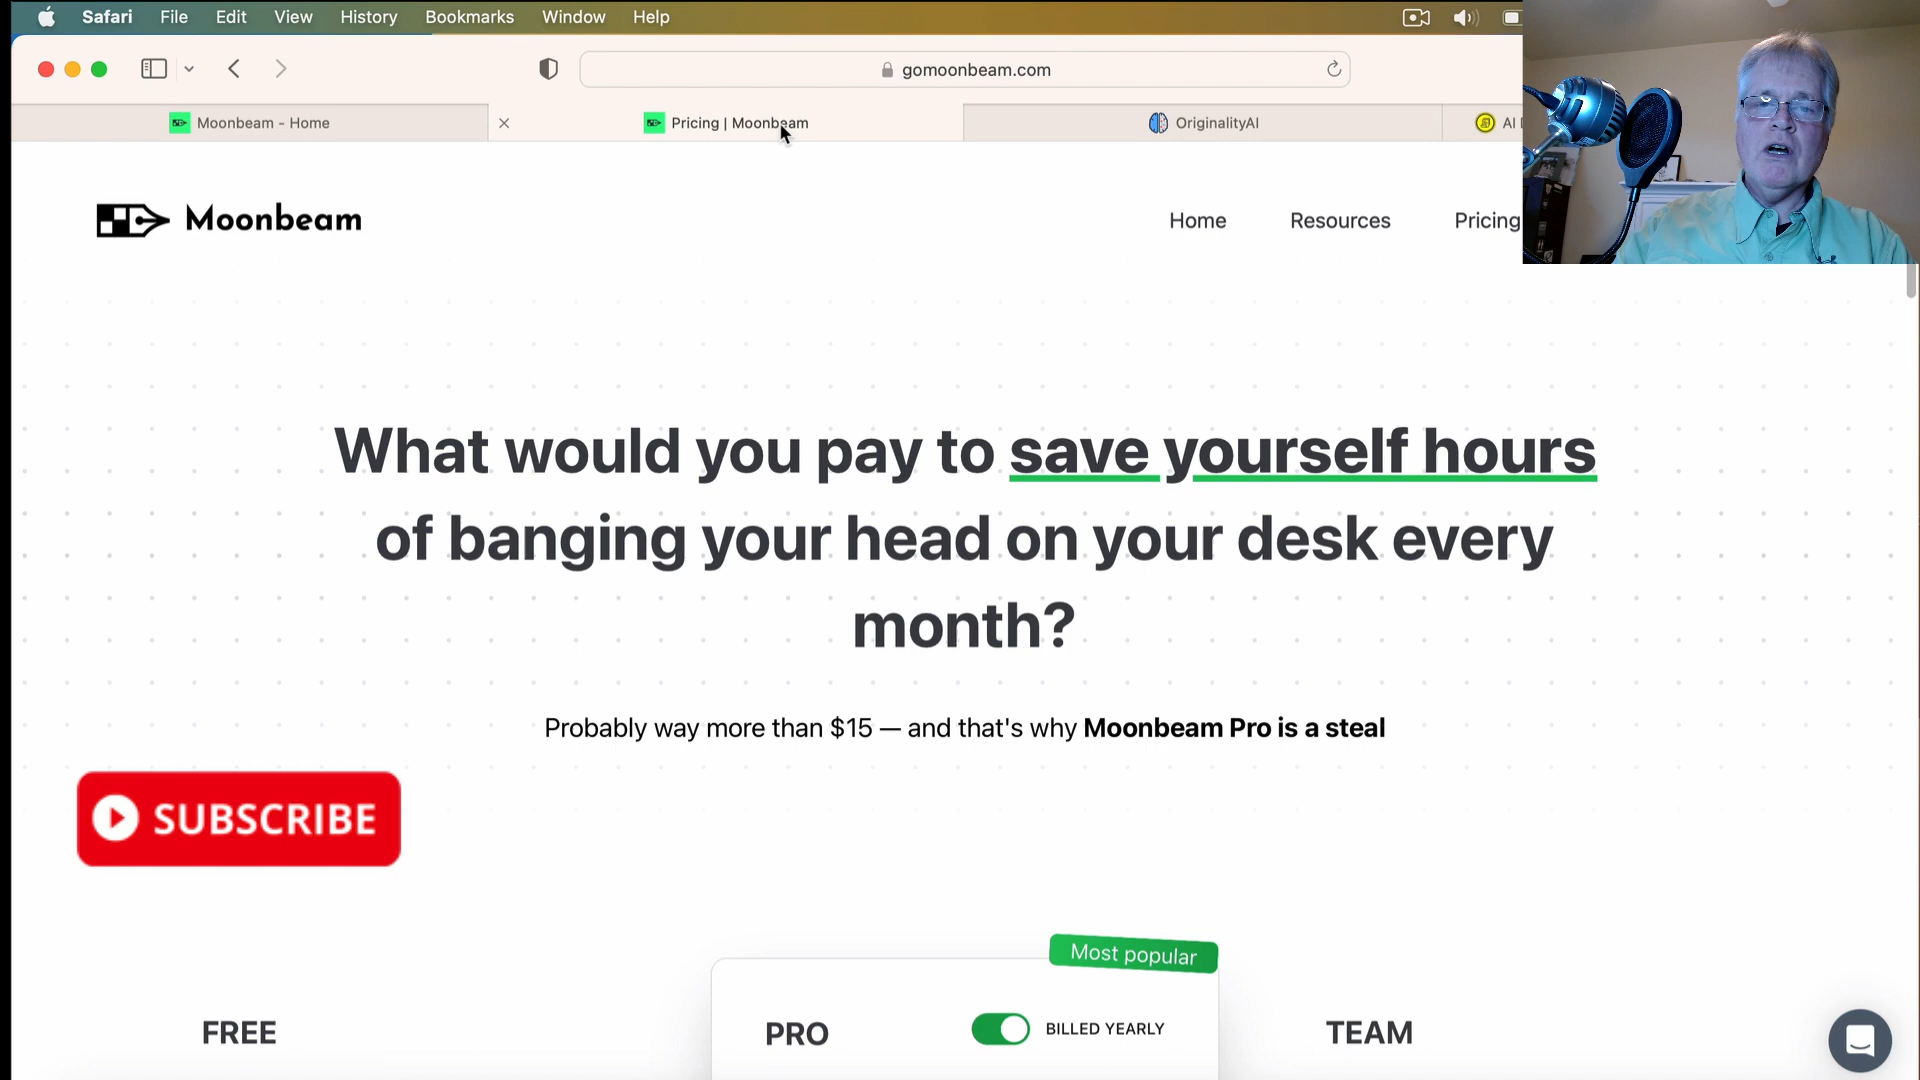 Safari File Edit View History Bookmarks Window Help
gomoonbeam.com
Moonbeam - Home
Pricing | Moonbeam
OriginalityAI
AI
Moonbeam
Home Resources Pricing
What would you pay to save yourself hours
of banging your head on your desk every
month?
Probably way more than $15 — and that's why Moonbeam Pro is a steal
SUBSCRIBE
Most popular
FREE
PRO
BILLED YEARLY
TEAM